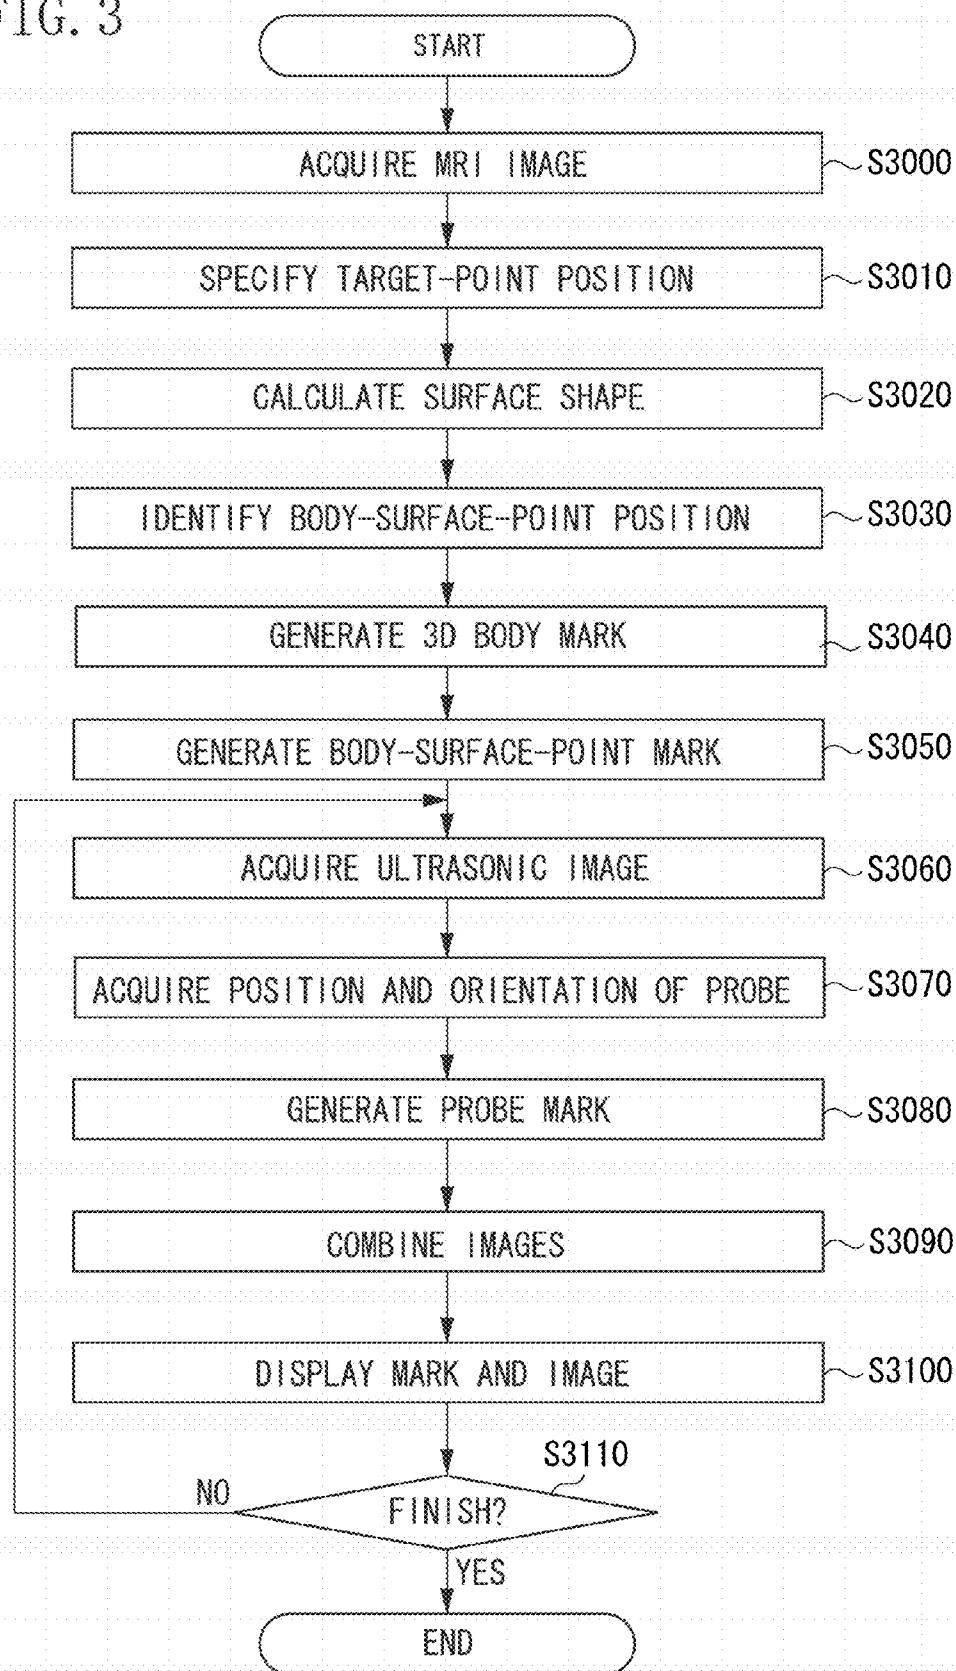 FIG. 3
START
ACQUIRE MRI IMAGE
S3000
SPECIFY TARGET-POINT POSITION
S3010
CALCULATE SURFACE SHAPE
S3020
IDENTIFY BODY-SURFACE-POINT POSITION
S3030
GENERATE 3D BODY MARK
S3040
GENERATE BODY-SURFACE-POINT MARK
S3050
ACQUIRE ULTRASONIC IMAGE
S3060
ACQUIRE POSITION AND ORIENTATION OF PROBE
S3070
GENERATE PROBE MARK
S3080
COMBINE IMAGES
S3090
DISPLAY MARK AND IMAGE
S3100
S3110
NO
FINISH?
YES
END